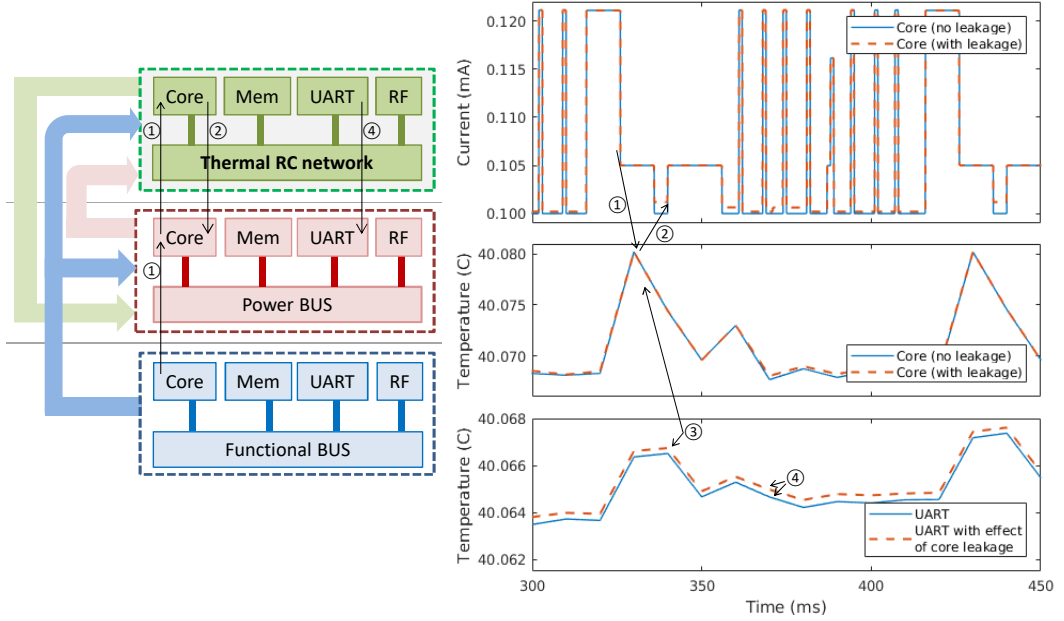 Core Mem UART RF
① ② ④
Thermal RC network
Core Mem UART RF
①
Power BUS
Core Mem UART RF
Functional BUS
Current (mA)
0.120
0.115
0.110
0.105
0.100
Core (no leakage)
Core (with leakage)
①
②
Temperature (C)
40.080
40.075
40.070
Core (no leakage)
Core (with leakage)
Temperature (C)
40.068
40.066
40.064
40.062
③
④
UART
UART with effect
of core leakage
300 350 400 450
Time (ms)